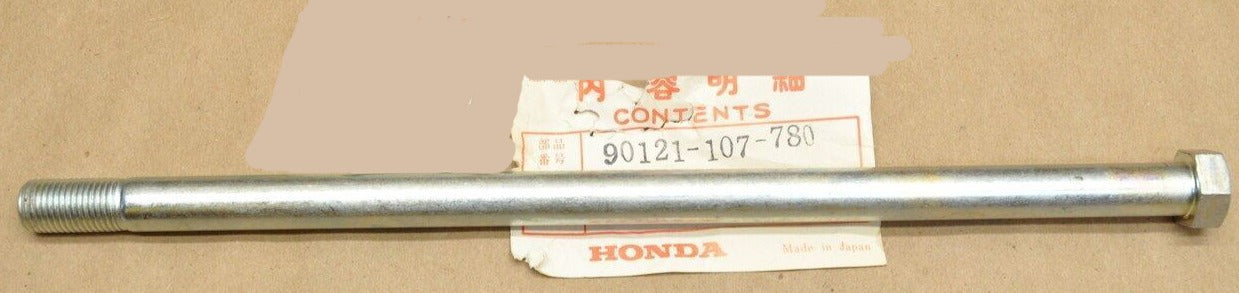 内容明細
CONTENTS
部品
番号
90121-107-780
HONDA
Made in Japan